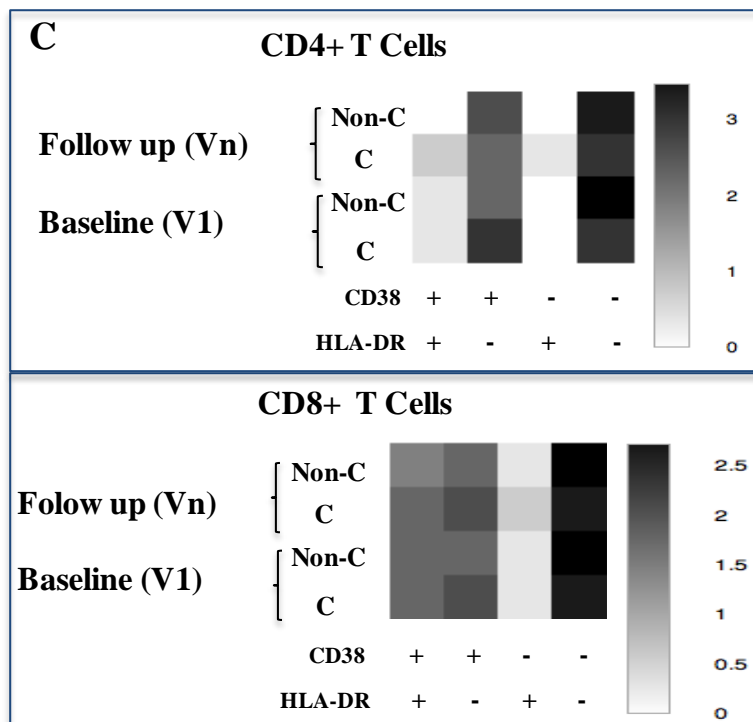 C
CD4+ T Cells
Follow up (Vn)
Non-C
C
Baseline (V1)
Non-C
C
CD38 + + - -
HLA-DR + - + -
3
2
1
0
CD8+ T Cells
Folow up (Vn)
Non-C
C
Baseline (V1)
Non-C
C
CD38 + + - -
HLA-DR + - + -
2.5
2
1.5
1
0.5
0